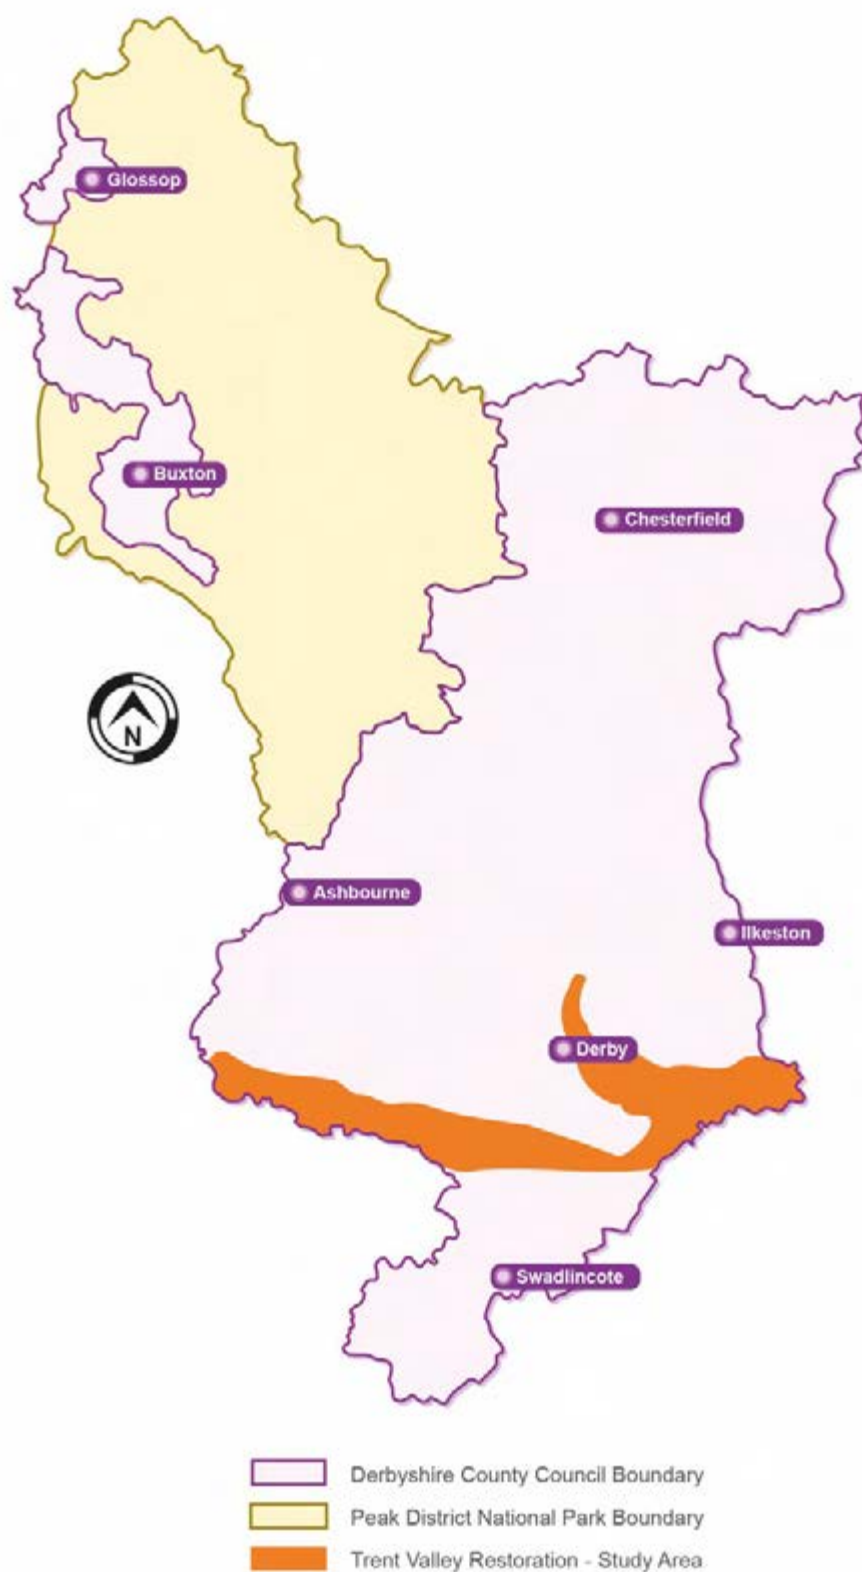 Glossop
Buxton
Chesterfield
N
Ashbourne
Ilkeston
Derby
Swadlincote
Derbyshire County Council Boundary
Peak District National Park Boundary
Trent Valley Restoration - Study Area